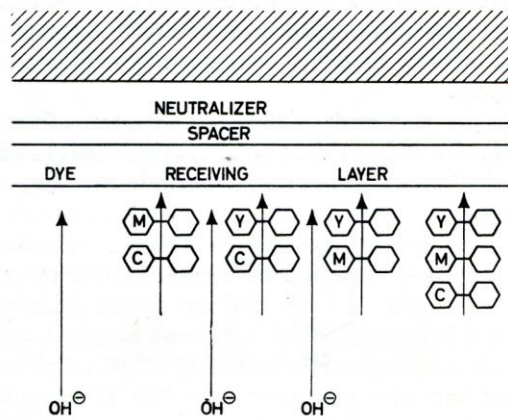 NEUTRALIZER
SPACER
DYE RECEIVING LAYER
M Y Y Y
C C M M
C
OH⊖ OH⊖ OH⊖